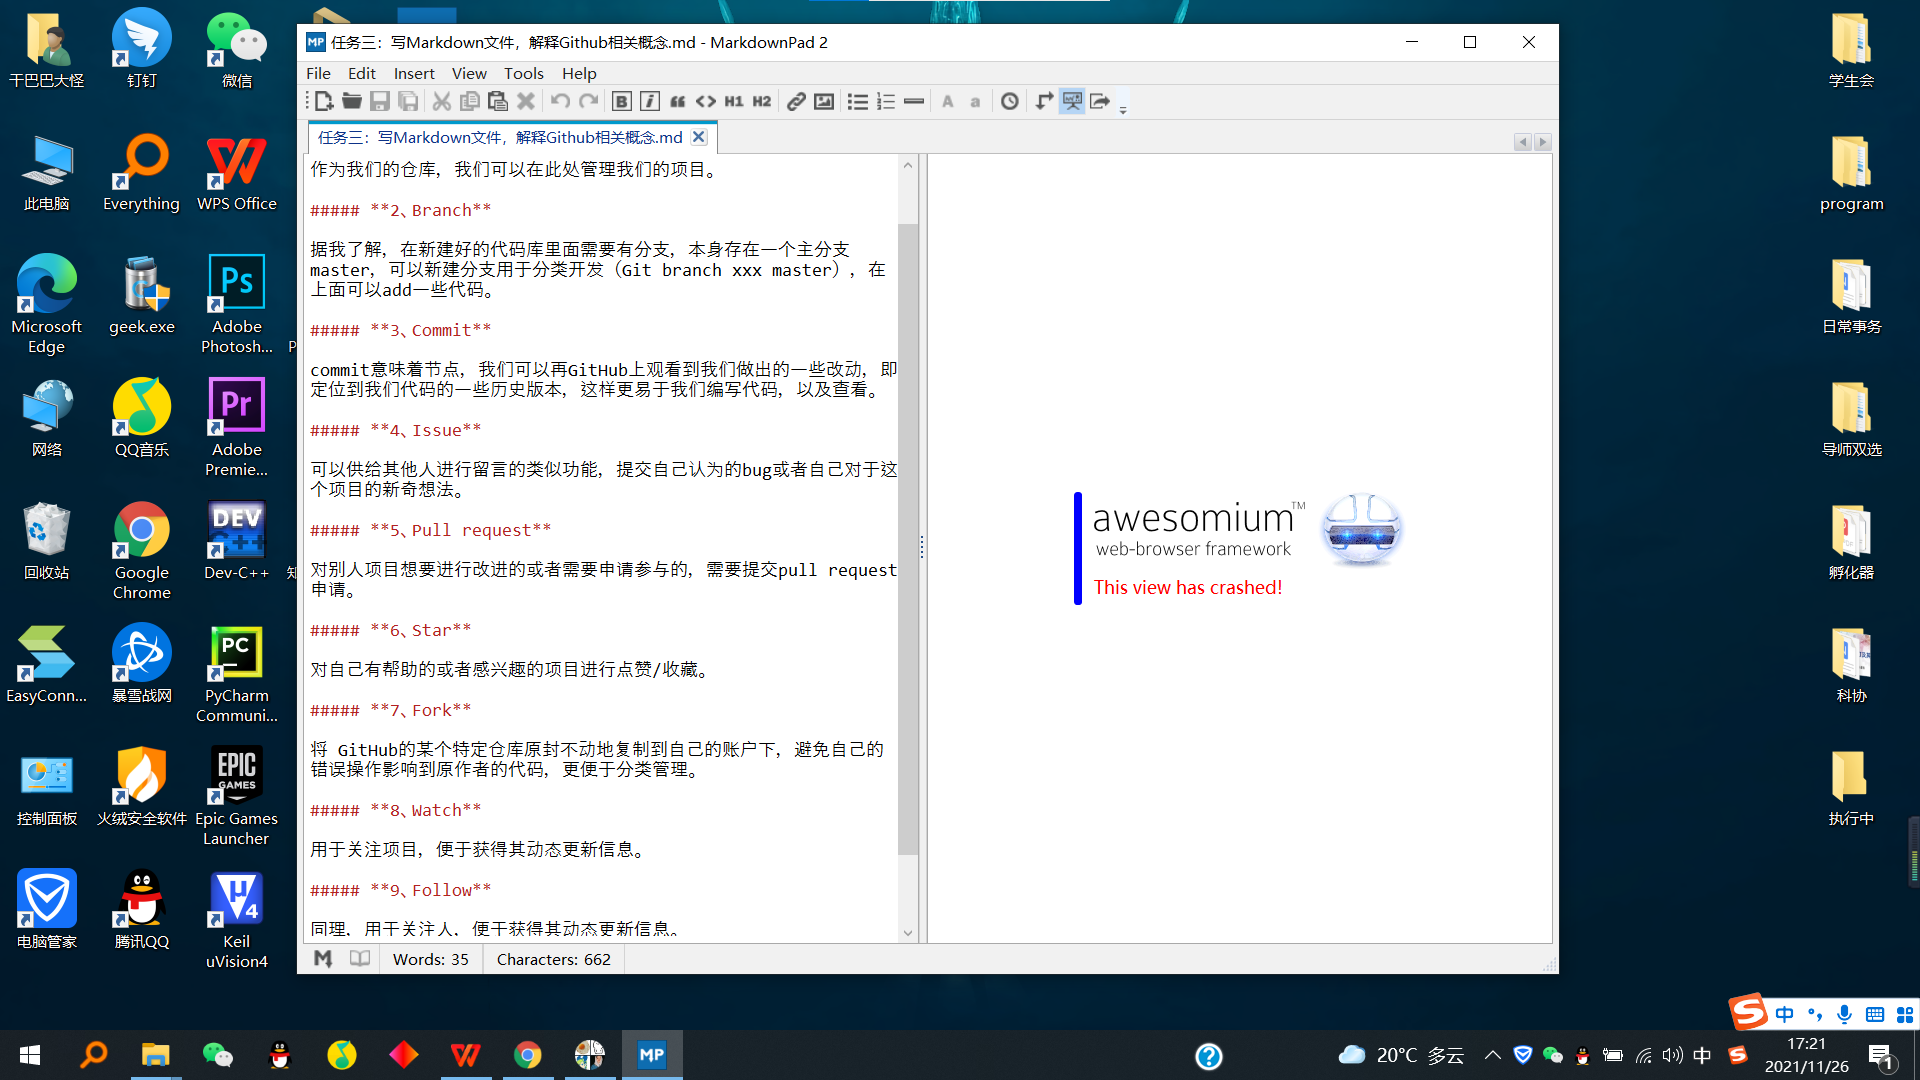 任务三：写Markdown文件，解释Github相关概念.md - MarkdownPad 2
File Edit Insert View Tools Help
H1 H2
任务三：写Markdown文件，解释Github相关概念.md
作为我们的仓库，我们可以在此处管理我们的项目。
##### **2、Branch**
据我了解，在新建好的代码库里面需要有分支，本身存在一个主分支
master，可以新建分支用于分类开发（Git branch xxx master），在
上面可以add一些代码。
##### **3、Commit**
commit意味着节点，我们可以再GitHub上观看到我们做出的一些改动，即
定位到我们代码的一些历史版本，这样更易于我们编写代码，以及查看。
##### **4、Issue**
可以供给其他人进行留言的类似功能，提交自己认为的bug或者自己对于这
个项目的新奇想法。
##### **5、Pull request**
对别人项目想要进行改进的或者需要申请参与的，需要提交pull request
申请。
##### **6、Star**
对自己有帮助的或者感兴趣的项目进行点赞/收藏。
##### **7、Fork**
将 GitHub的某个特定仓库原封不动地复制到自己的账户下，避免自己的
错误操作影响到原作者的代码，更便于分类管理。
##### **8、Watch**
用于关注项目，便于获得其动态更新信息。
##### **9、Follow**
同理，用于关注人，便于获得其动态更新信息。
Words: 35 Characters: 662
awesomium™
web-browser framework
This view has crashed!
干巴巴大怪 钉钉 微信
此电脑 Everything WPS Office
Microsoft Edge geek.exe Adobe Photosh... P
网络 QQ音乐 Adobe Premie...
回收站 Google Chrome Dev-C++
EasyConn... 暴雪战网 PyCharm Communi...
控制面板 火绒安全软件 Epic Games Launcher
电脑管家 腾讯QQ Keil uVision4
学生会
program
日常事务
导师双选
孵化器
科协
执行中
中
20°C 多云 中 17:21
2021/11/26
1